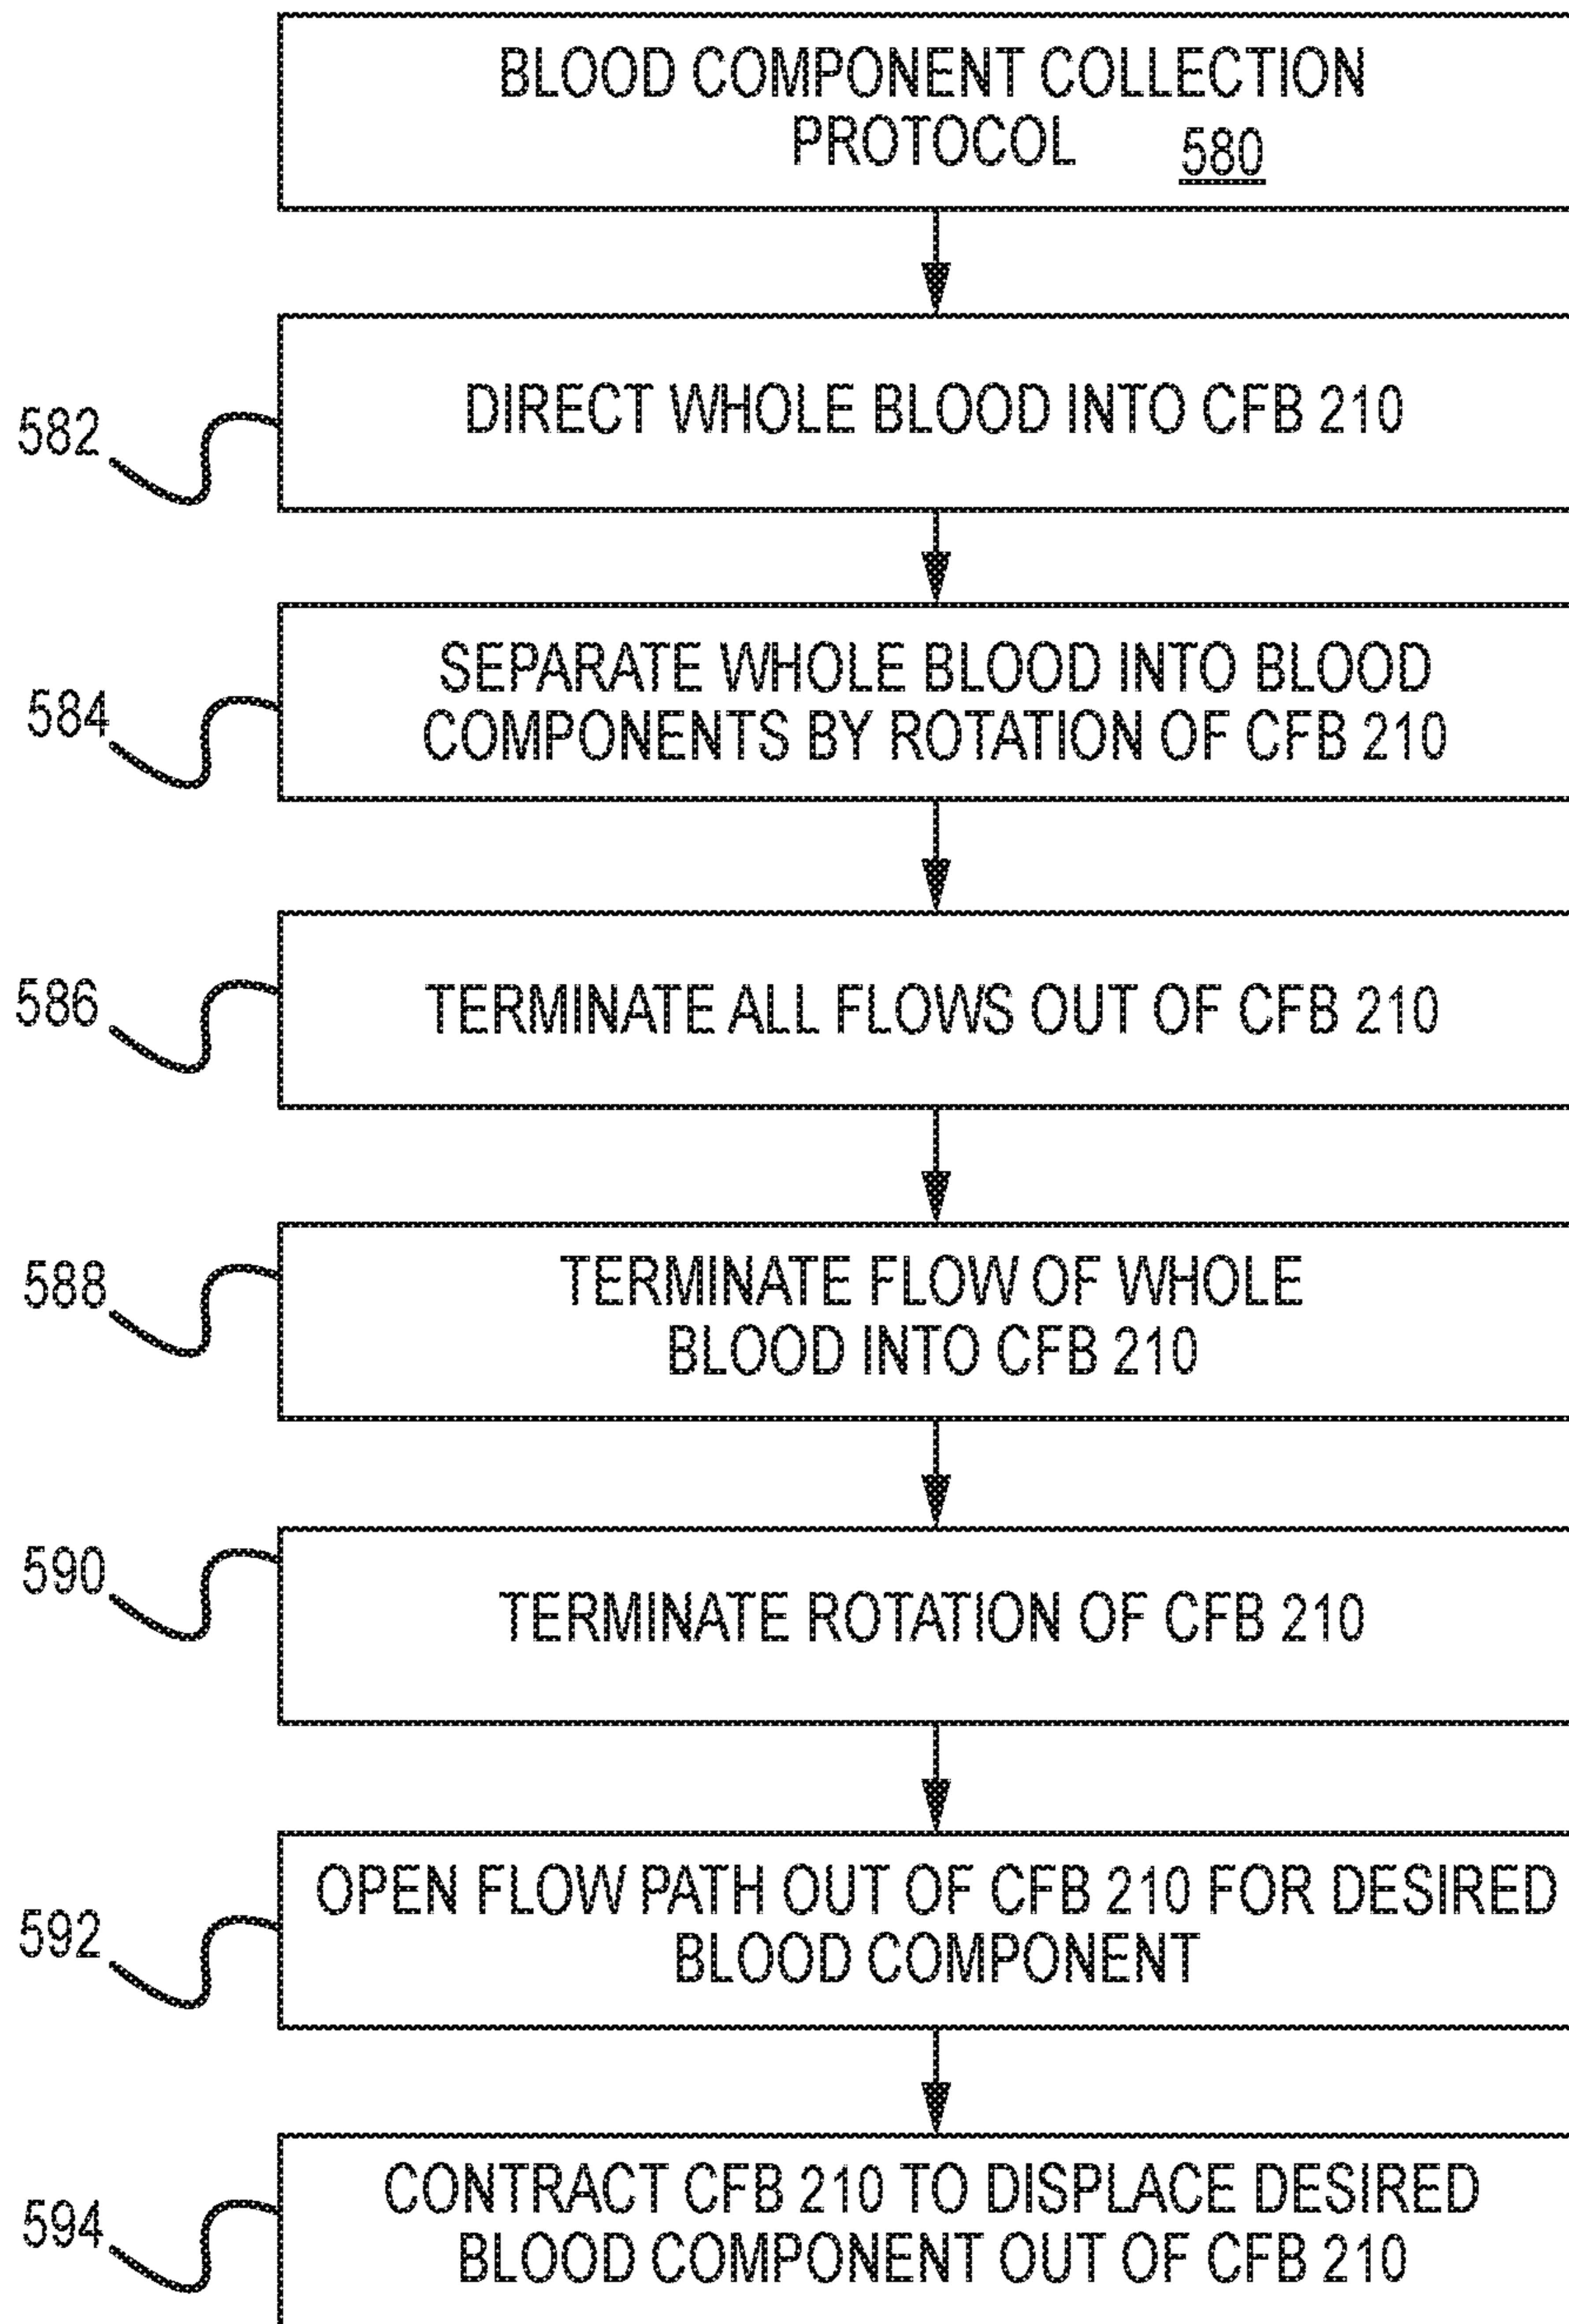 BLOOD COMPONENT COLLECTION
PROTOCOL 580
582
DIRECT WHOLE BLOOD INTO CFB 210
584
SEPARATE WHOLE BLOOD INTO BLOOD
COMPONENTS BY ROTATION OF CFB 210
586
TERMINATE ALL FLOWS OUT OF CFB 210
588
TERMINATE FLOW OF WHOLE
BLOOD INTO CFB 210
590
TERMINATE ROTATION OF CFB 210
592
OPEN FLOW PATH OUT OF CFB 210 FOR DESIRED
BLOOD COMPONENT
594
CONTRACT CFB 210 TO DISPLACE DESIRED
BLOOD COMPONENT OUT OF CFB 210